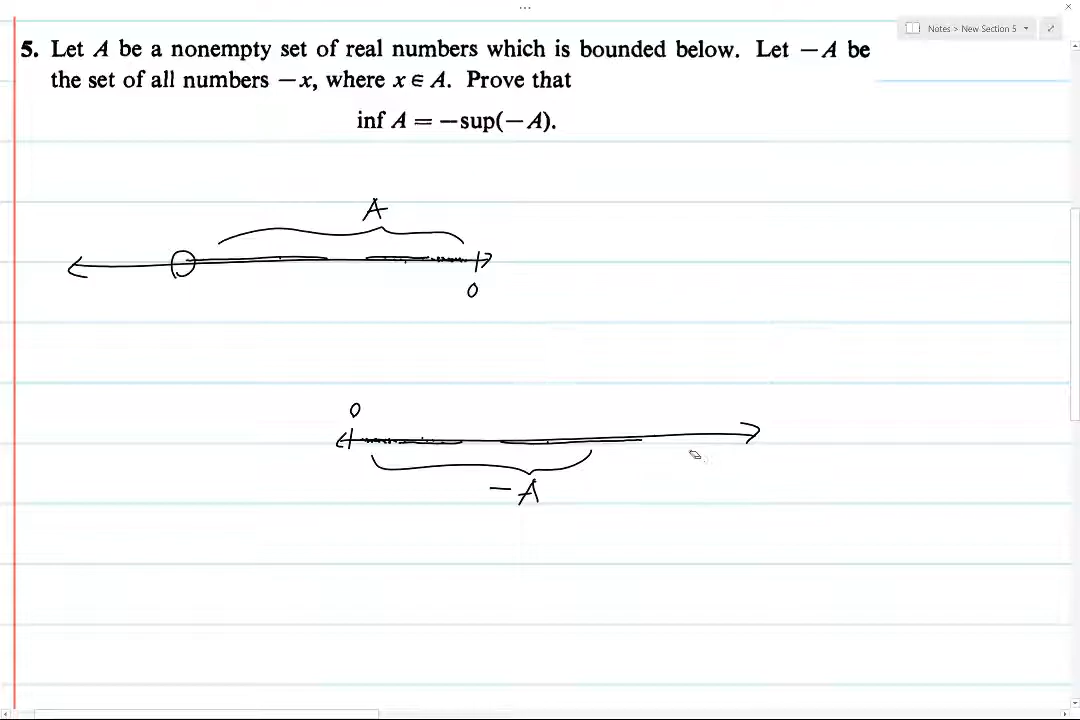 ...
Notes > New Section 5
5. Let A be a nonempty set of real numbers which is bounded below. Let −A be
the set of all numbers −x, where x ∈ A. Prove that
inf A = −sup(−A).
A
0
0
−A